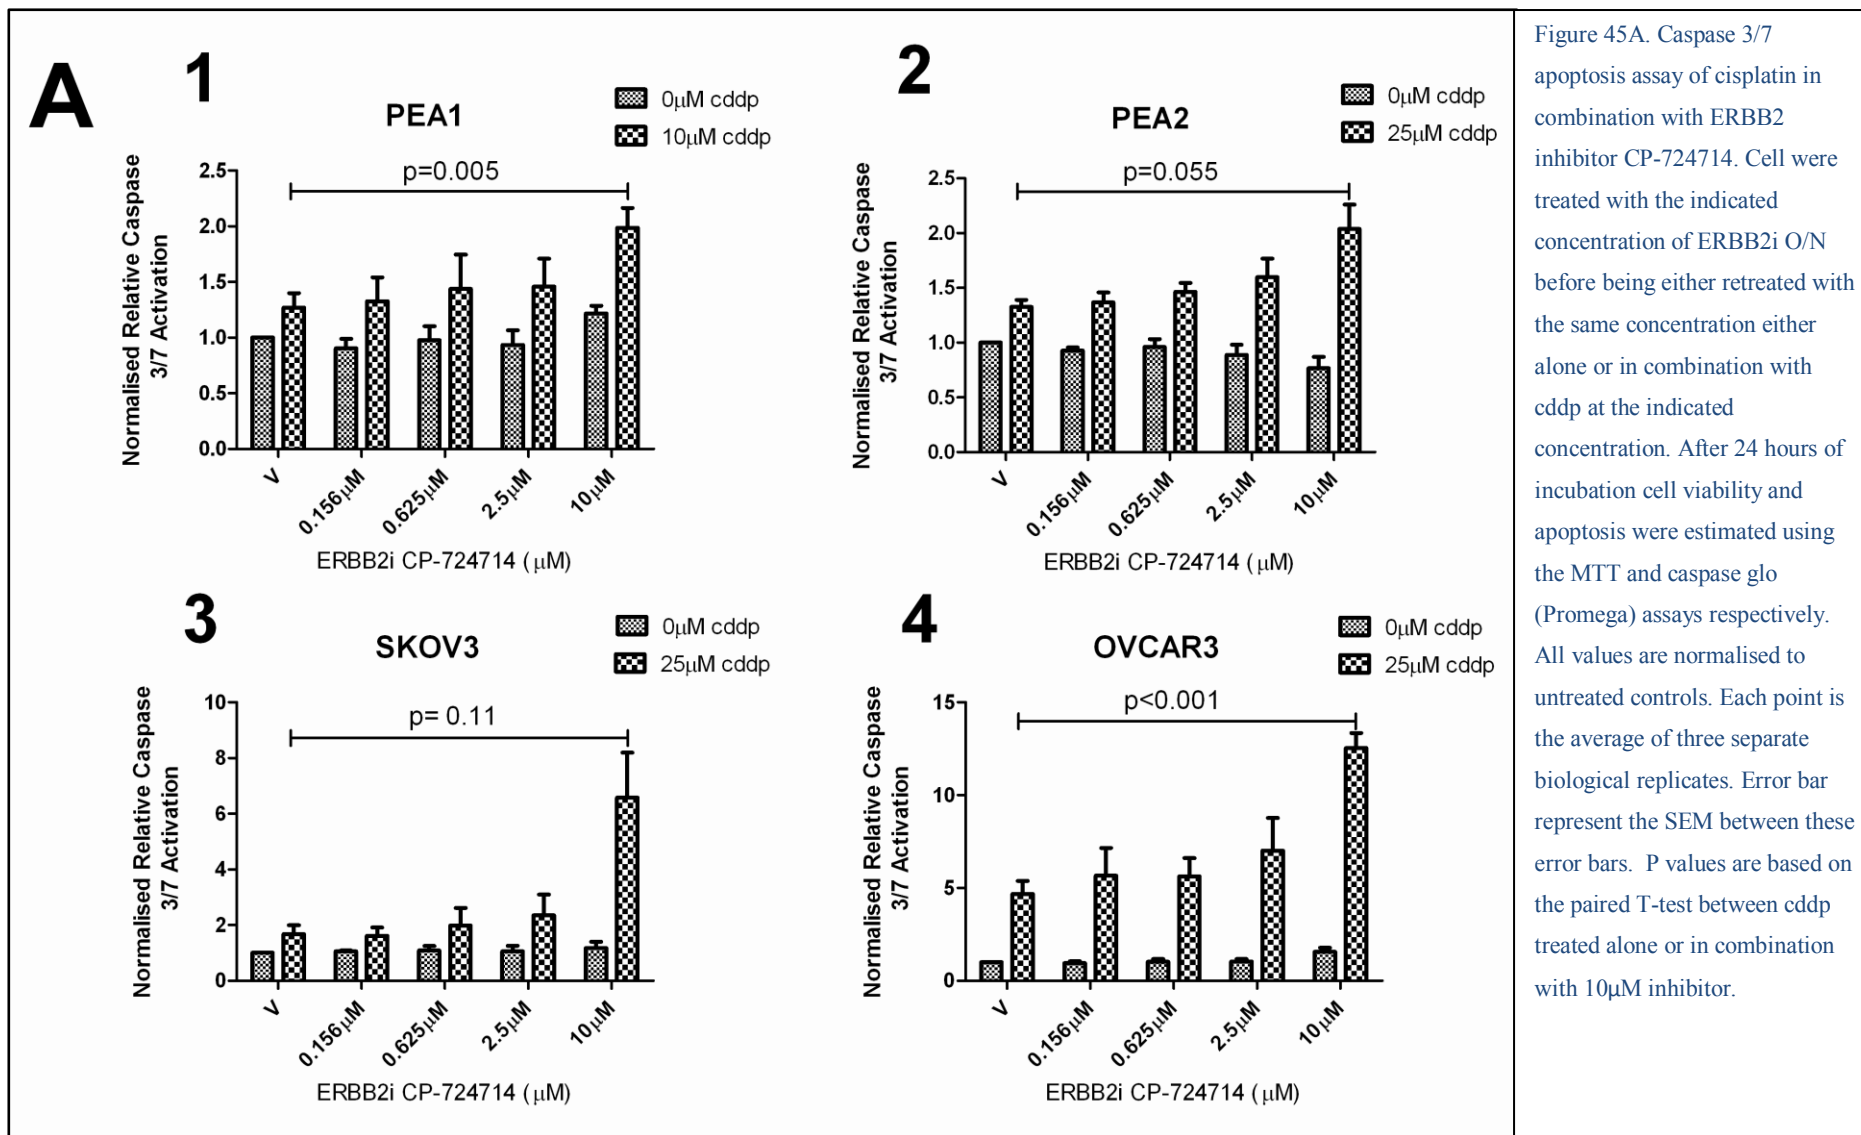 A
1
PEA1
0μM cddp
10μM cddp
p=0.005
Normalised Relative Caspase
3/7 Activation
2.5
2.0
1.5
1.0
0.5
0.0
V
0.156μM
0.625μM
2.5μM
10μM
ERBB2i CP-724714 ( μM)
2
PEA2
0μM cddp
25μM cddp
p=0.055
Normalised Relative Caspase
3/7 Activation
2.5
2.0
1.5
1.0
0.5
0.0
V
0.156μM
0.625μM
2.5μM
10μM
ERBB2i CP-724714 ( μM)
3
SKOV3
0μM cddp
25μM cddp
p= 0.11
Normalised Relative Caspase
3/7 Activation
10
8
6
4
2
0
V
0.156μM
0.625μM
2.5μM
10μM
ERBB2i CP-724714 ( μM)
4
OVCAR3
0μM cddp
25μM cddp
p<0.001
Normalised Relative Caspase
3/7 Activation
15
10
5
0
V
0.156μM
0.625μM
2.5μM
10μM
ERBB2i CP-724714 ( μM)
Figure 45A. Caspase 3/7
apoptosis assay of cisplatin in
combination with ERBB2
inhibitor CP-724714. Cell were
treated with the indicated
concentration of ERBB2i O/N
before being either retreated with
the same concentration either
alone or in combination with
cddp at the indicated
concentration. After 24 hours of
incubation cell viability and
apoptosis were estimated using
the MTT and caspase glo
(Promega) assays respectively.
All values are normalised to
untreated controls. Each point is
the average of three separate
biological replicates. Error bar
represent the SEM between these
error bars.  P values are based on
the paired T-test between cddp
treated alone or in combination
with 10μM inhibitor.